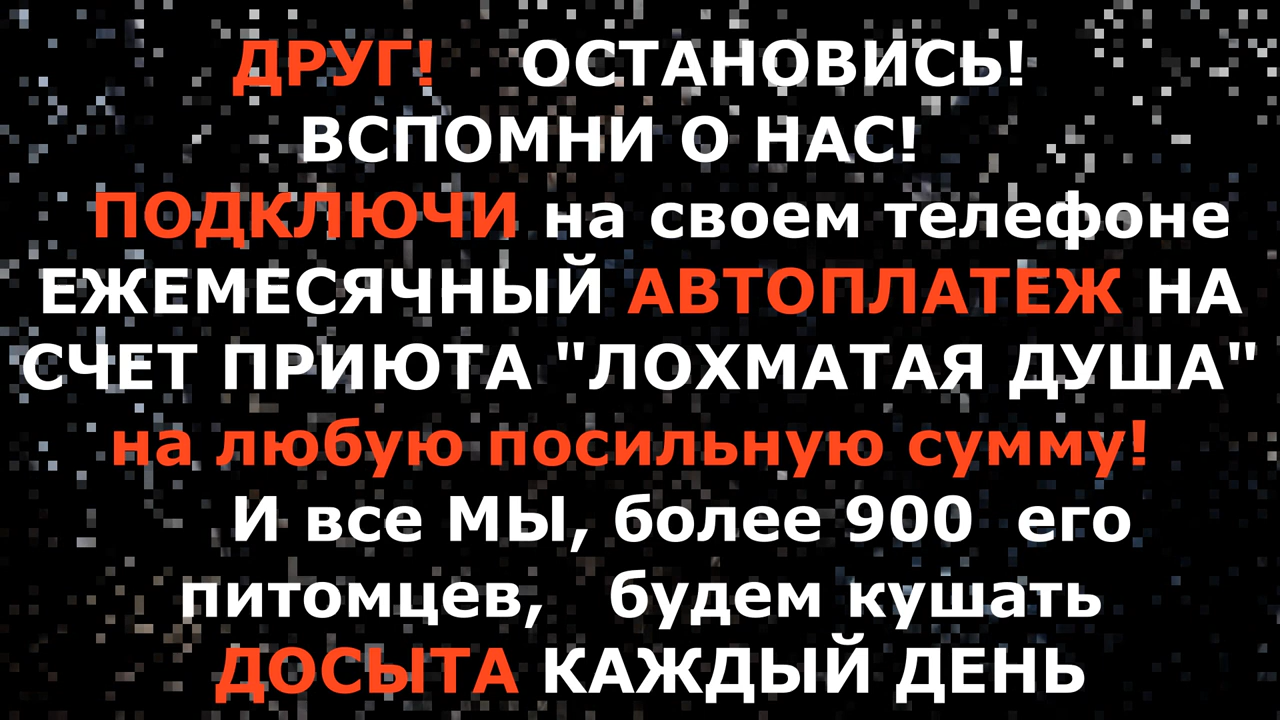 ДРУГ! ОСТАНОВИСЬ!
ВСПОМНИ О НАС!
ПОДКЛЮЧИ на своем телефоне
ЕЖЕМЕСЯЧНЫЙ АВТОПЛАТЕЖ НА
СЧЕТ ПРИЮТА "ЛОХМАТАЯ ДУША"
на любую посильную сумму!
И все МЫ, более 900 его
питомцев, будем кушать
ДОСЫТА КАЖДЫЙ ДЕНЬ